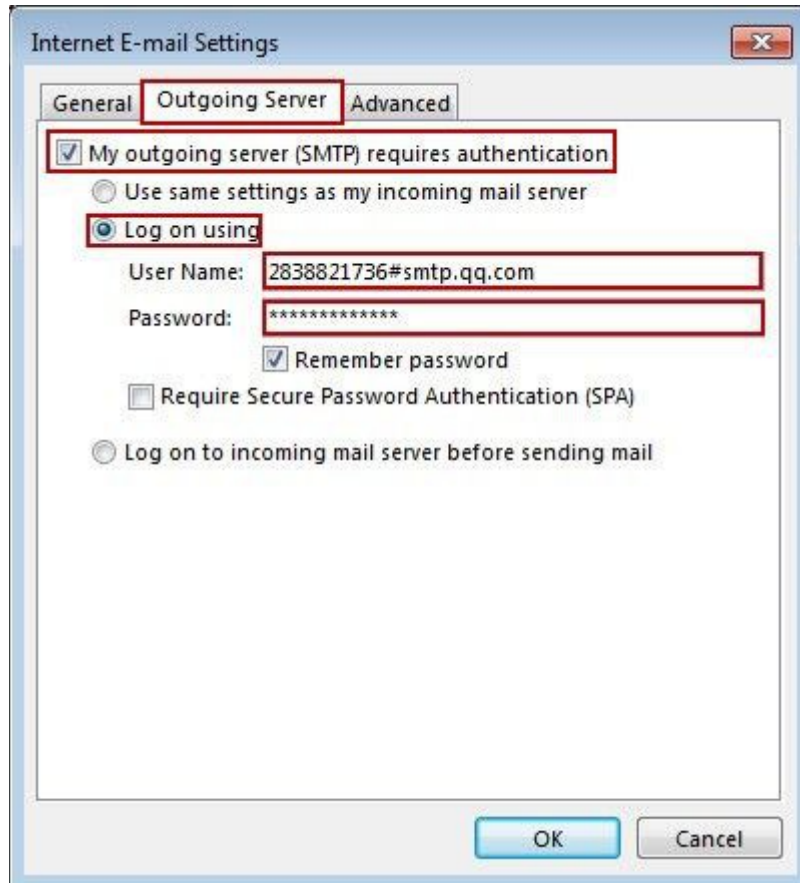 Internet E-mail Settings
General Outgoing Server Advanced
My outgoing server (SMTP) requires authentication
Use same settings as my incoming mail server
Log on using
User Name: 2838821736#smtp.qq.com
Password: *************
Remember password
Require Secure Password Authentication (SPA)
Log on to incoming mail server before sending mail
OK Cancel